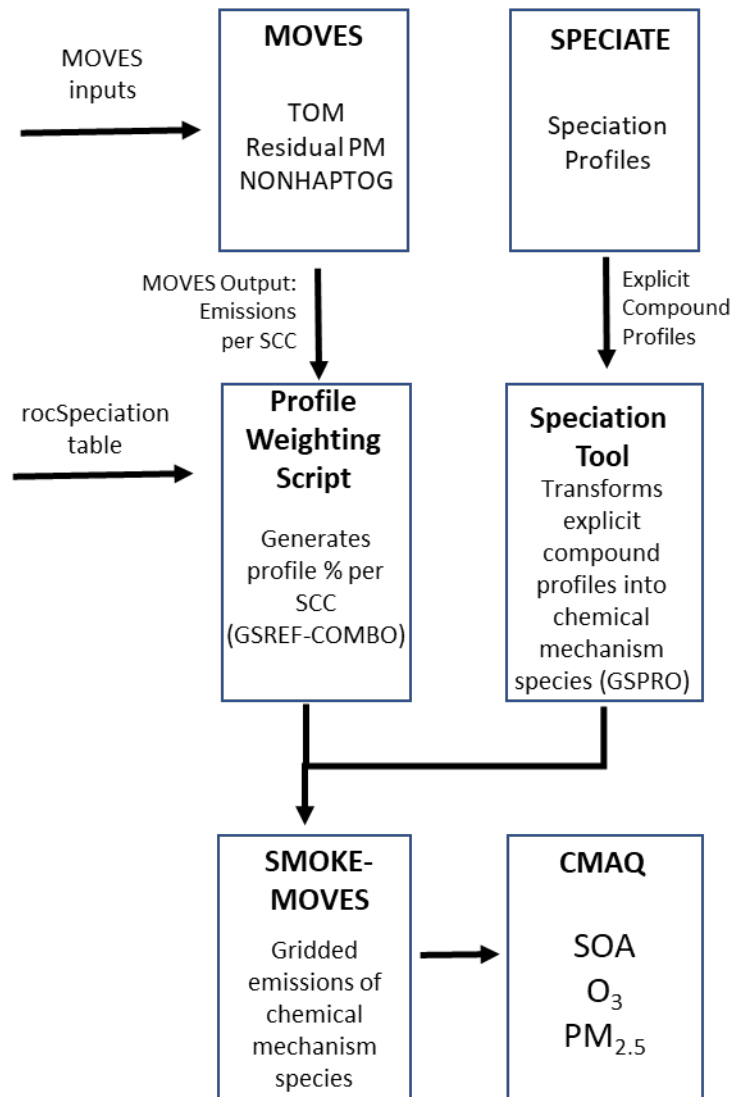 MOVES
inputs
MOVES
TOM
Residual PM
NONHAPTOG
SPECIATE
Speciation
Profiles
MOVES Output:
Emissions
per SCC
Explicit
Compound
Profiles
rocSpeciation
table
Profile
Weighting
Script
Generates
profile % per
SCC
(GSREF-COMBO)
Speciation
Tool
Transforms
explicit
compound
profiles into
chemical
mechanism
species (GSPRO)
SMOKE-
MOVES
Gridded
emissions of
chemical
mechanism
species
CMAQ
SOA
O₃
PM₂.₅